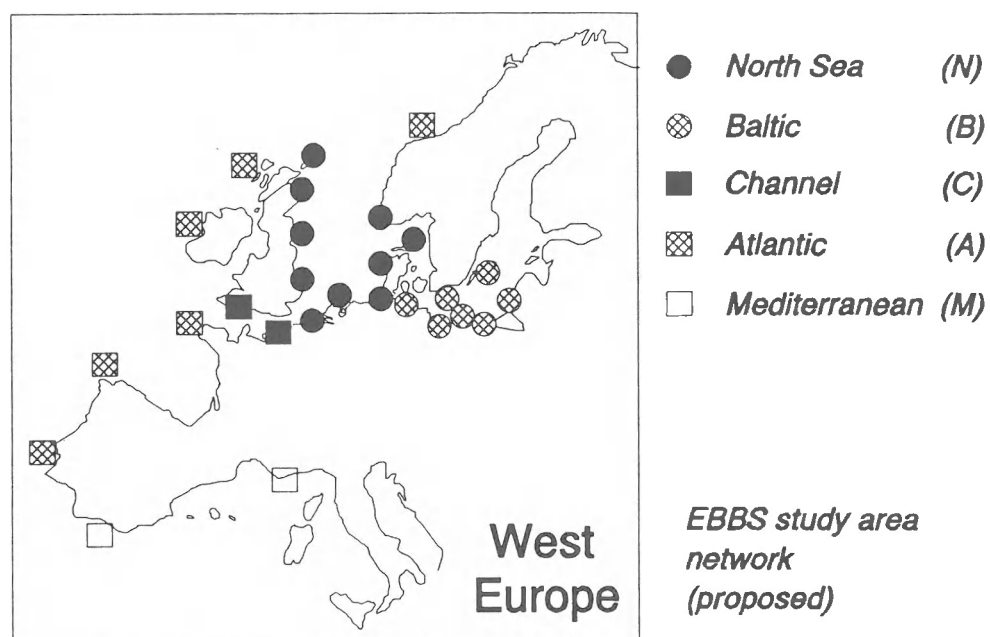 North Sea (N)
Baltic (B)
Channel (C)
Atlantic (A)
Mediterranean (M)
West
Europe
EBBS study area
network
(proposed)